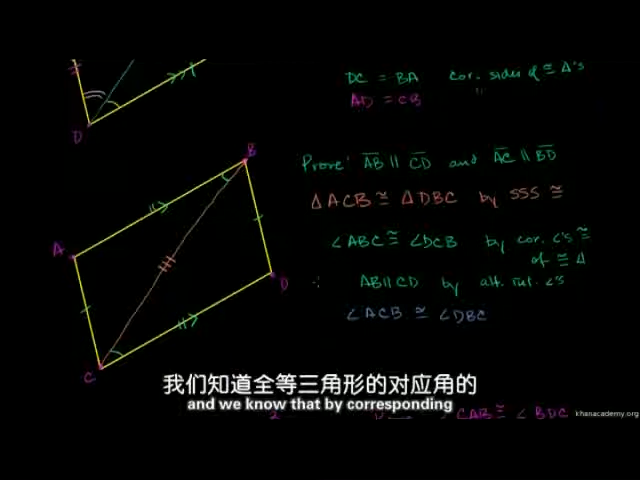 DC = BA cor. sides of ≅ Δ's
AD = CB
D
Prove: AB || CD and AC || BD
B
ΔACB ≅ ΔDBC by SSS ≅
A
∠ABC ≅ ∠DCB by cor. ∠'s ≅
of ≅ Δ
D
∴ AB || CD by alt. int. ∠'s
∠ACB ≅ ∠DBC
C
我们知道全等三角形的对应角的
and we know that by corresponding
CAB ≅ ∠BDC
khanacademy.org